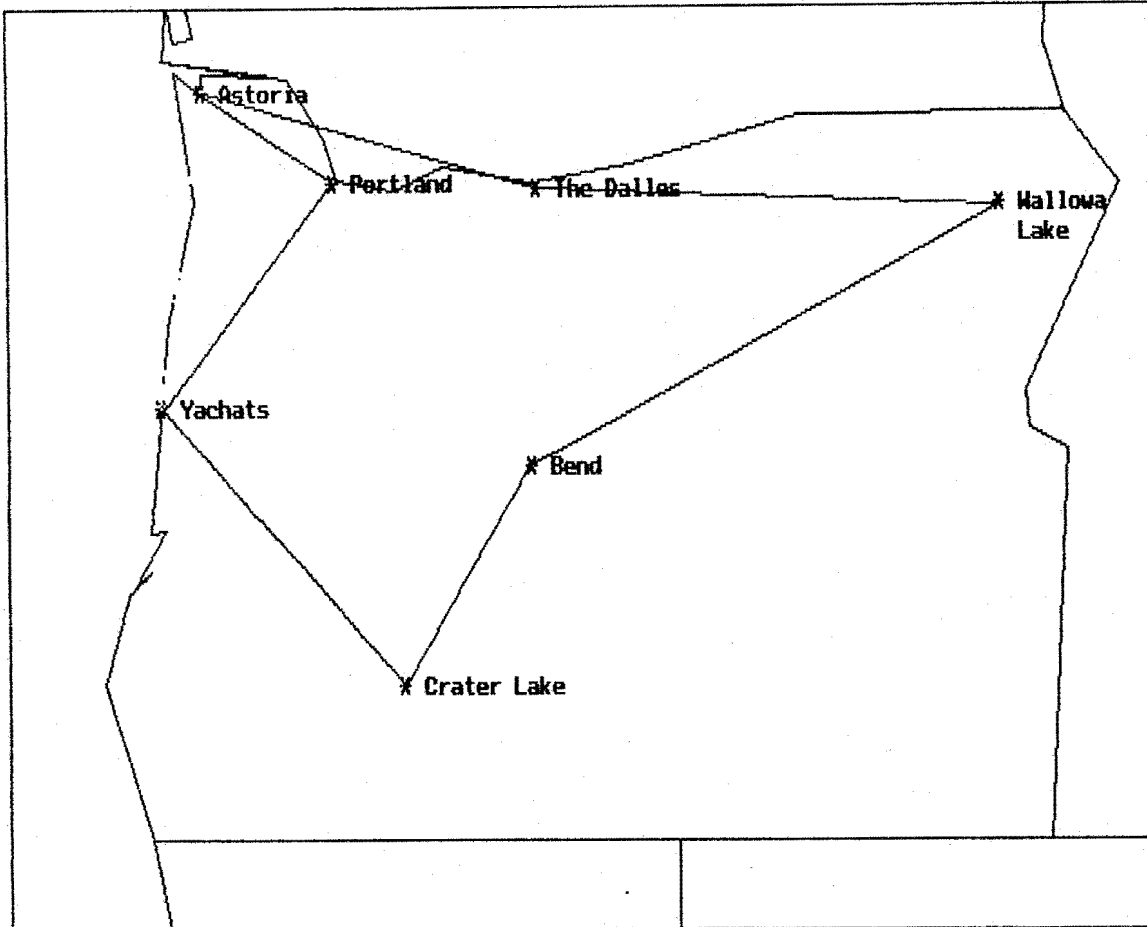 Astoria
Portland
The Dalles
Wallowa
Lake
Yachats
Bend
Crater Lake